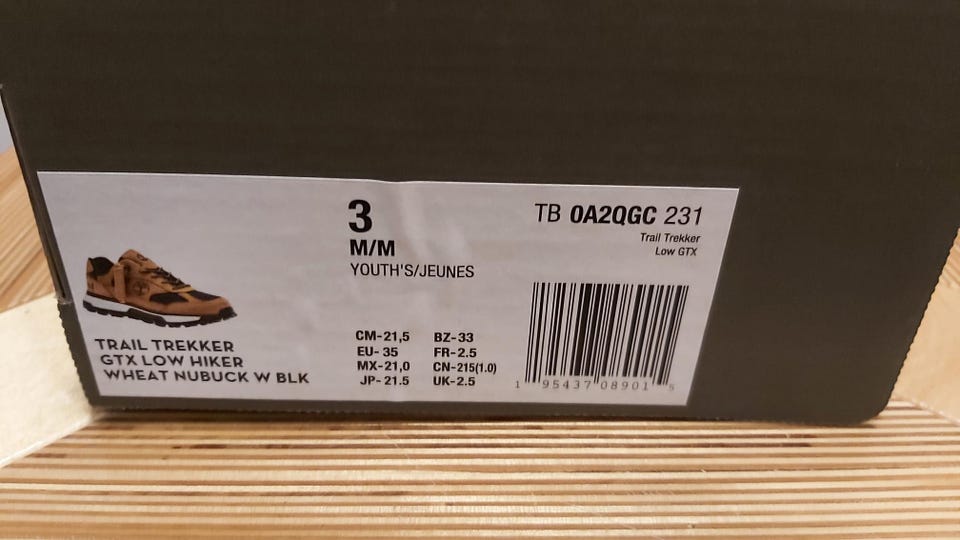 3
M/M
YOUTH'S/JEUNES
TB 0A2QGC 231
Trail Trekker
Low GTX
TRAIL TREKKER
GTX LOW HIKER
WHEAT NUBUCK W BLK
CM-21,5 BZ-33
EU- 35 FR-2.5
MX-21,0 CN-215(1.0)
JP- 21.5 UK-2.5
1 95437 08901 5